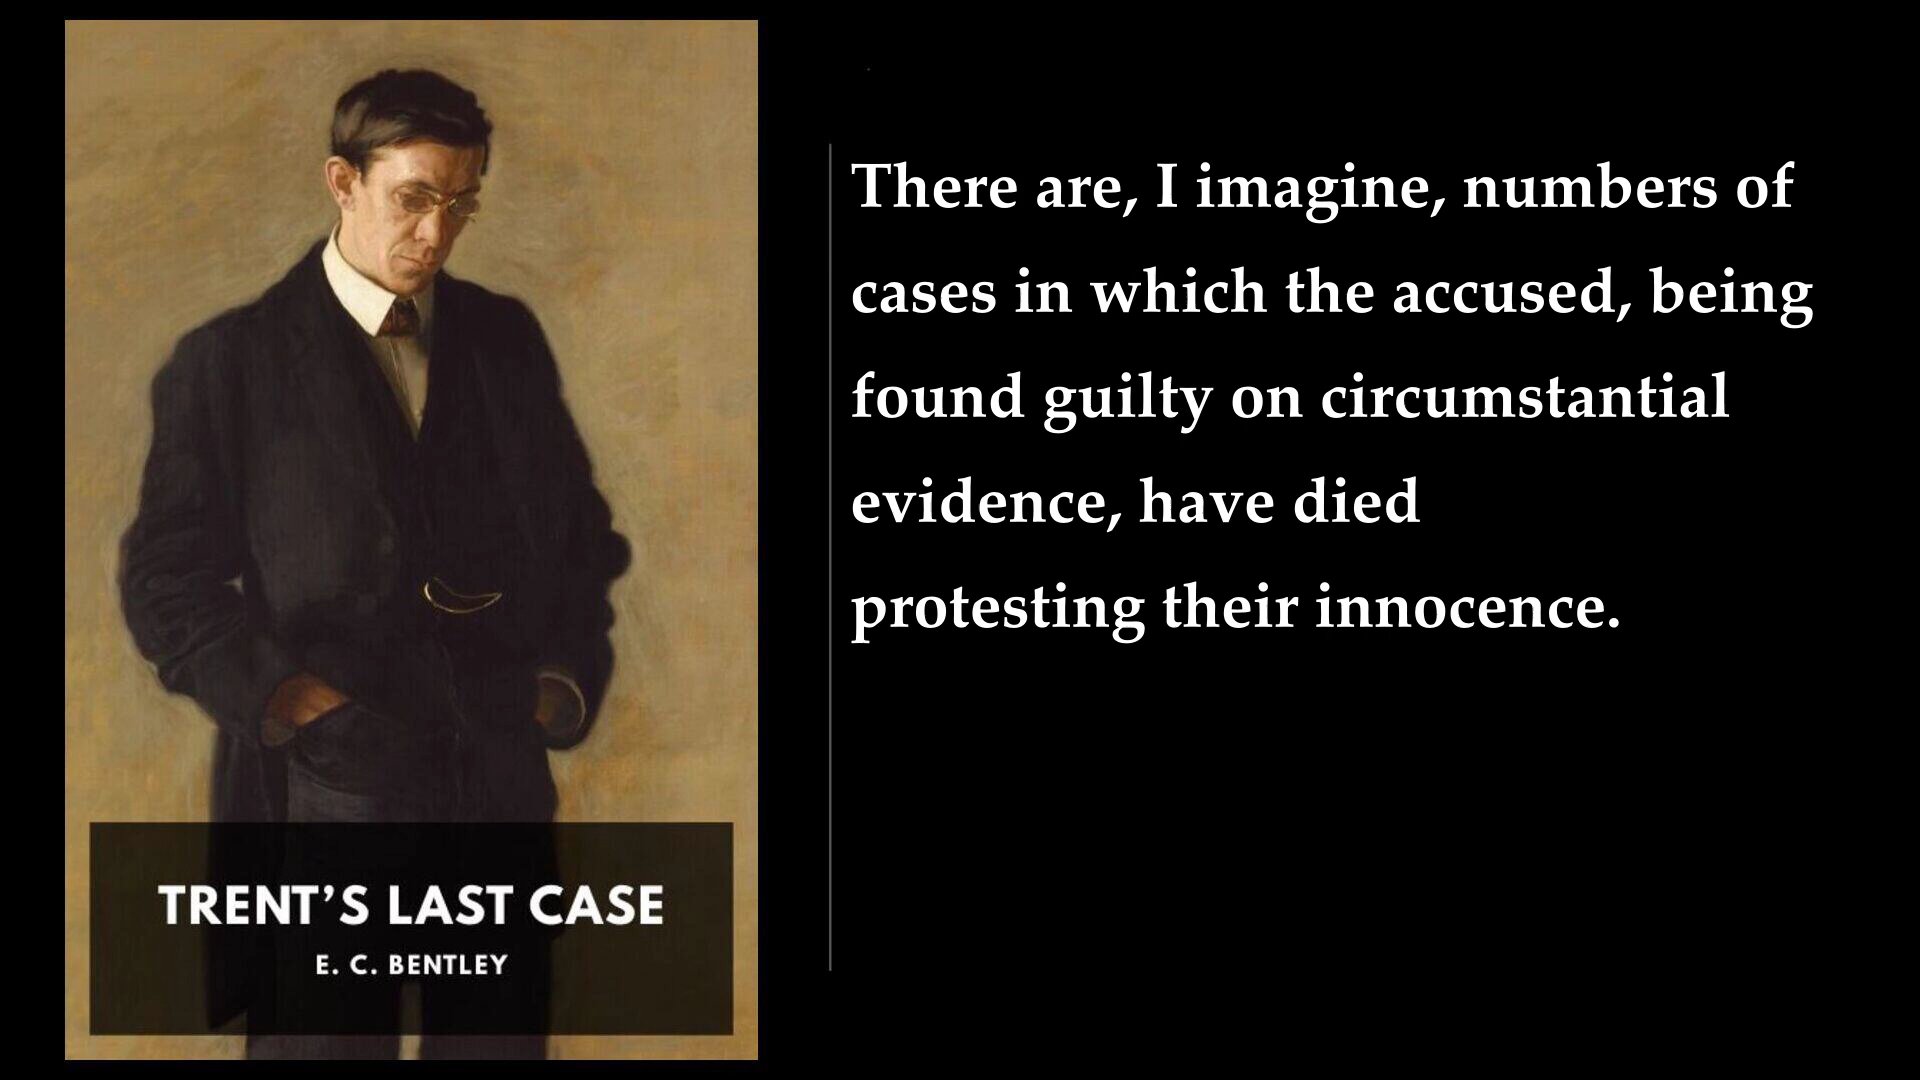 TRENT’S LAST CASE
E. C. BENTLEY
There are, I imagine, numbers of
cases in which the accused, being
found guilty on circumstantial
evidence, have died
protesting their innocence.